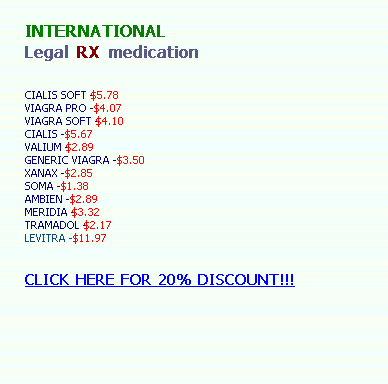 INTERNATIONAL
Legal RX medication
CIALIS SOFT $5.78
VIAGRA PRO -$4.07
VIAGRA SOFT $4.10
CIALIS -$5.67
VALIUM $2.89
GENERIC VIAGRA -$3.50
XANAX -$2.85
SOMA -$1.38
AMBIEN -$2.89
MERIDIA $3.32
TRAMADOL $2.17
LEVITRA -$11.97
CLICK HERE FOR 20% DISCOUNT!!!